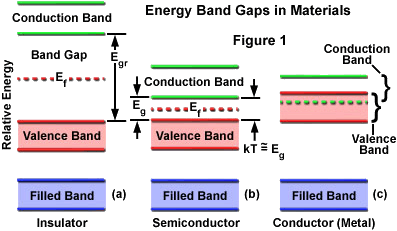 Energy Band Gaps in Materials
Figure 1
Relative Energy
Conduction Band
Band Gap
Egr
Ef
Valence Band
Filled Band
(a)
Insulator
Conduction Band
Eg
Ef
Valence Band
kT ≅ Eg
Filled Band
(b)
Semiconductor
Conduction
Band
Valence
Band
Filled Band
(c)
Conductor (Metal)